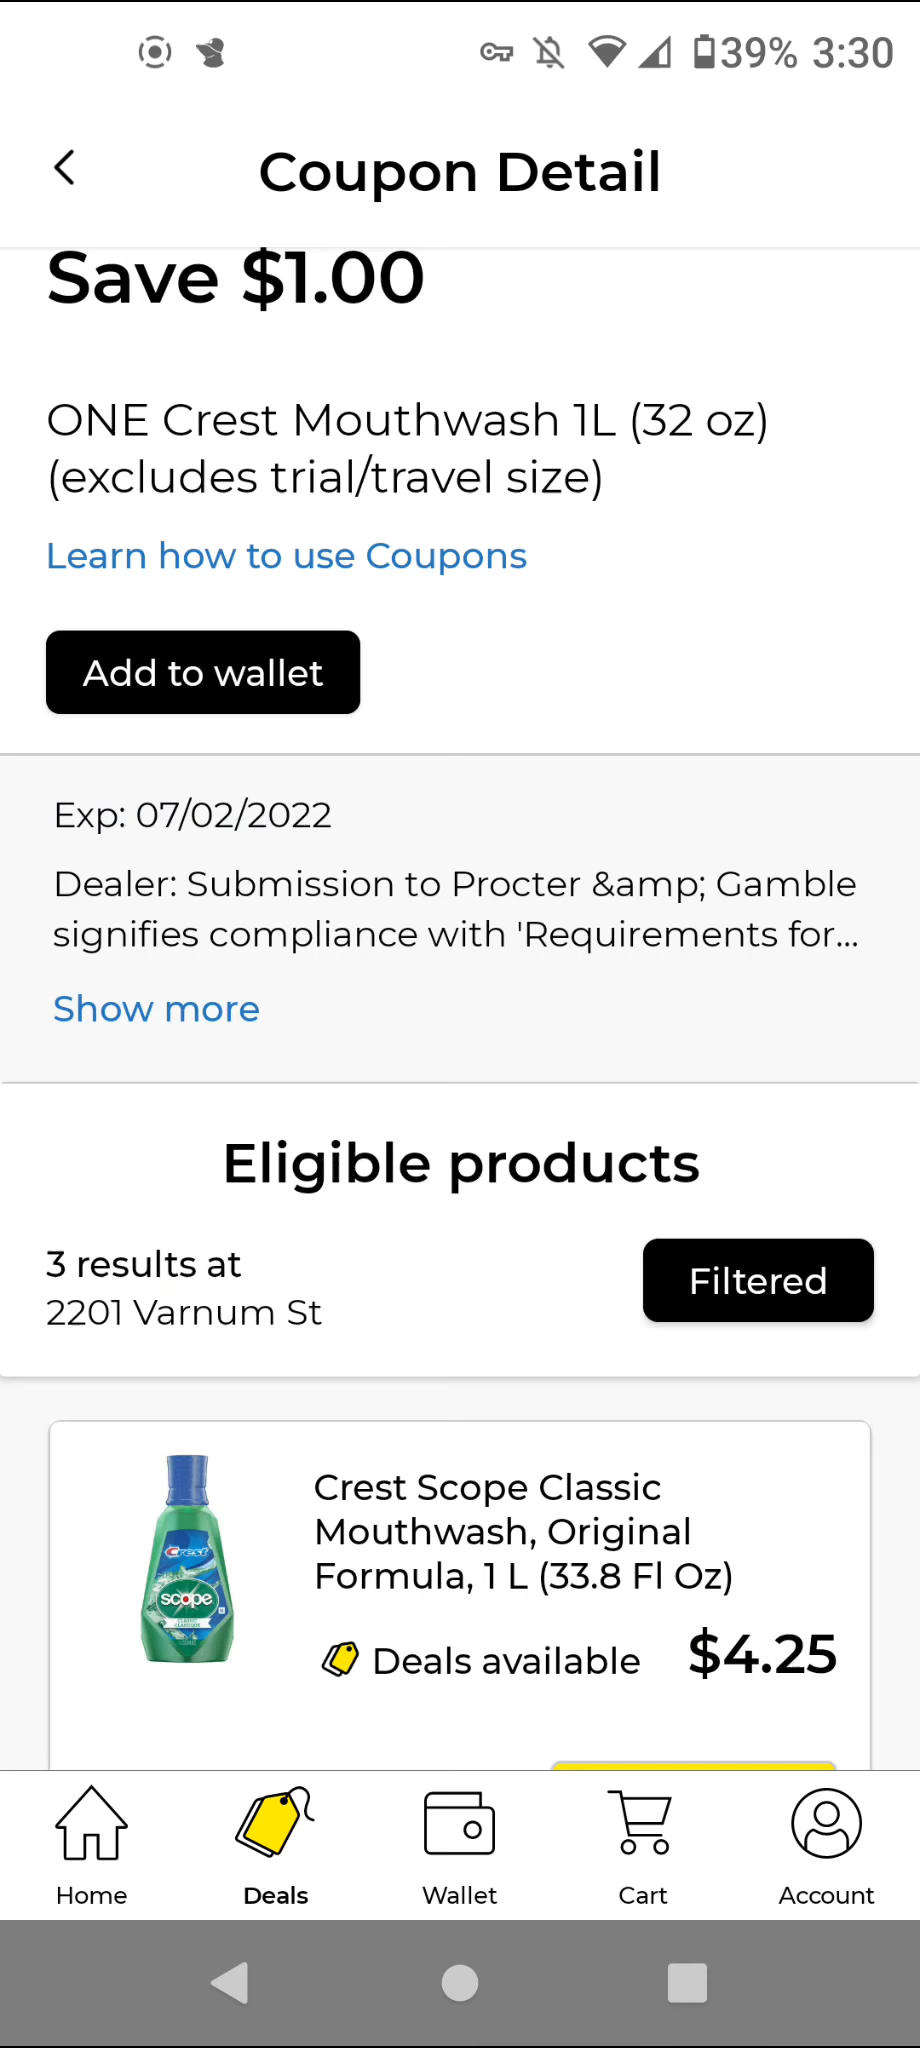 39% 3:30
Coupon Detail
Save $1.00
ONE Crest Mouthwash 1L (32 oz)
(excludes trial/travel size)
Learn how to use Coupons
Add to wallet
Exp: 07/02/2022
Dealer: Submission to Procter &amp; Gamble
signifies compliance with 'Requirements for...
Show more
Eligible products
3 results at
2201 Varnum St
Filtered
Crest
scope
CLASSIC
Crest Scope Classic
Mouthwash, Original
Formula, 1 L (33.8 Fl Oz)
Deals available $4.25
Home
Deals
Wallet
Cart
Account